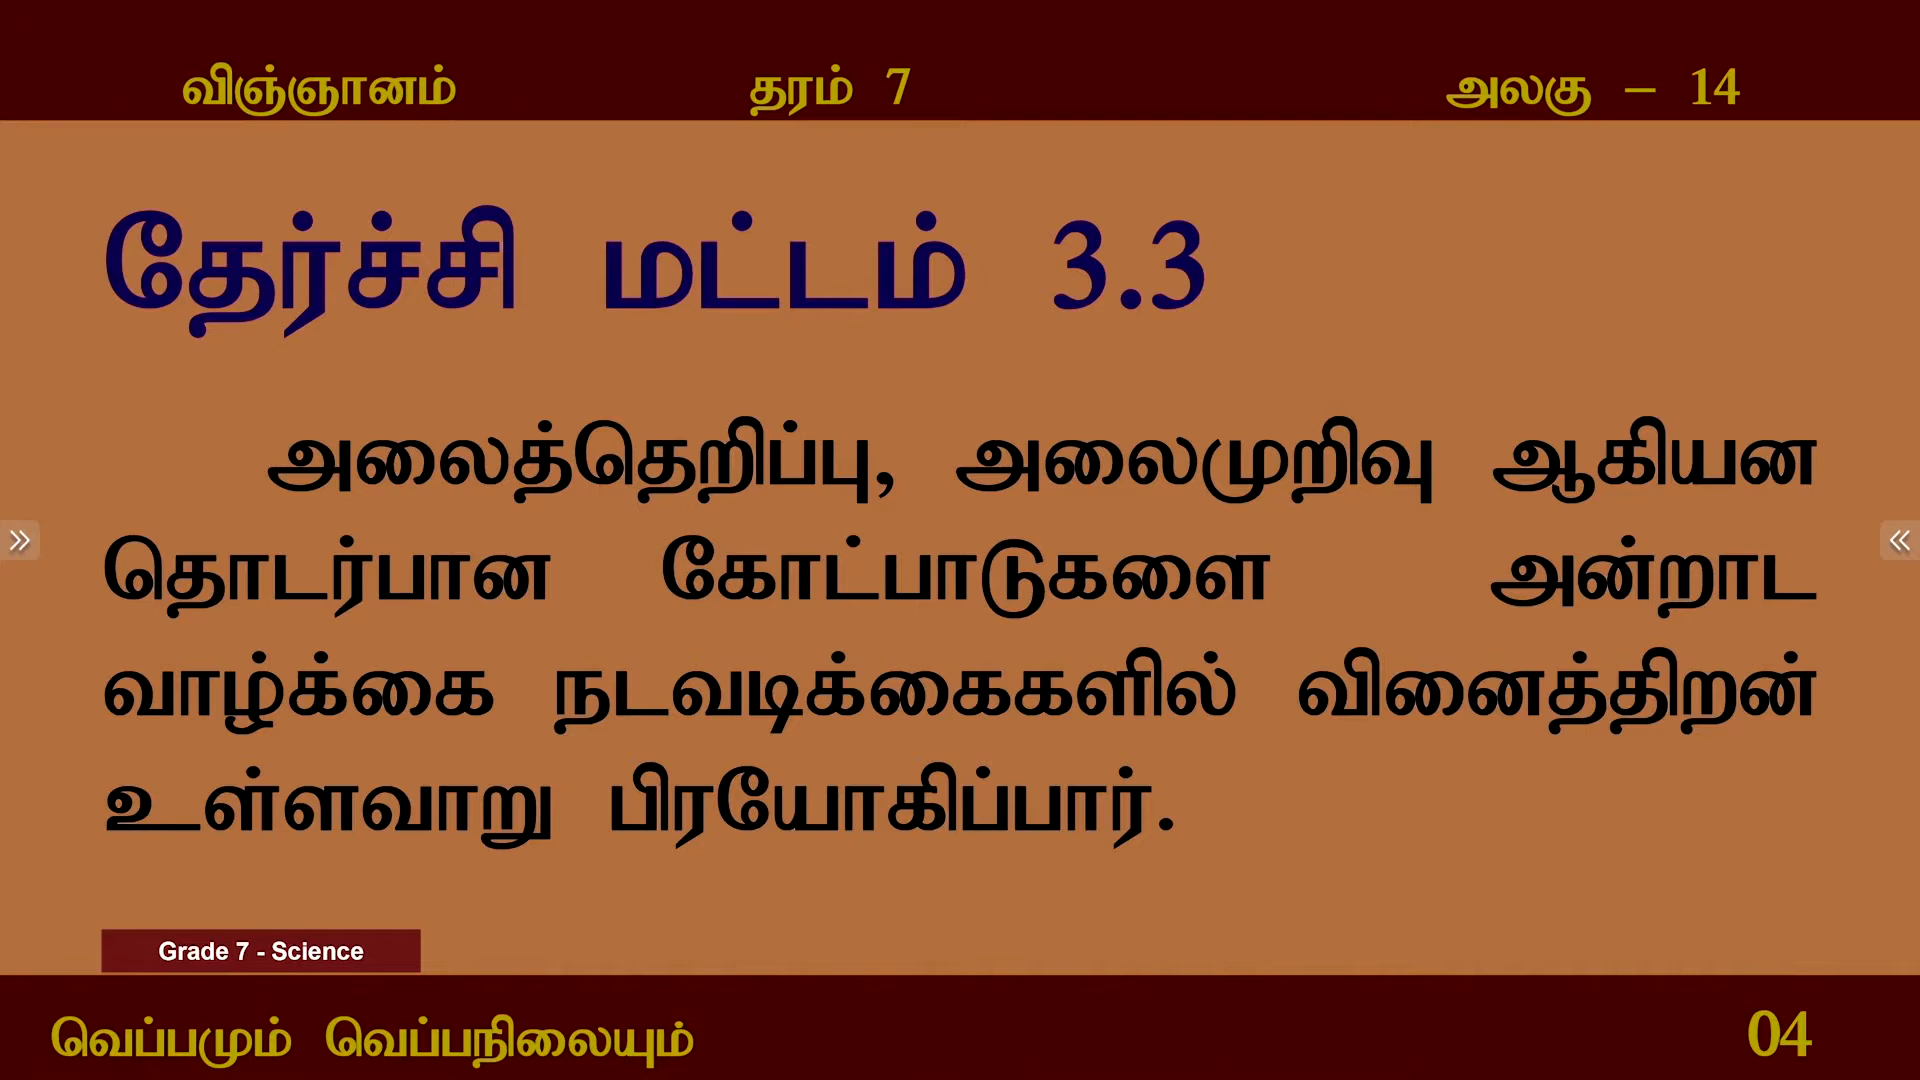 விஞ்ஞானம் தரம் 7 அலகு – 14
தேர்ச்சி மட்டம் 3.3
அலைத்தெறிப்பு, அலைமுறிவு ஆகியன
தொடர்பான கோட்பாடுகளை அன்றாட
வாழ்க்கை நடவடிக்கைகளில் வினைத்திறன்
உள்ளவாறு பிரயோகிப்பார்.
Grade 7 - Science
வெப்பமும் வெப்பநிலையும் 04